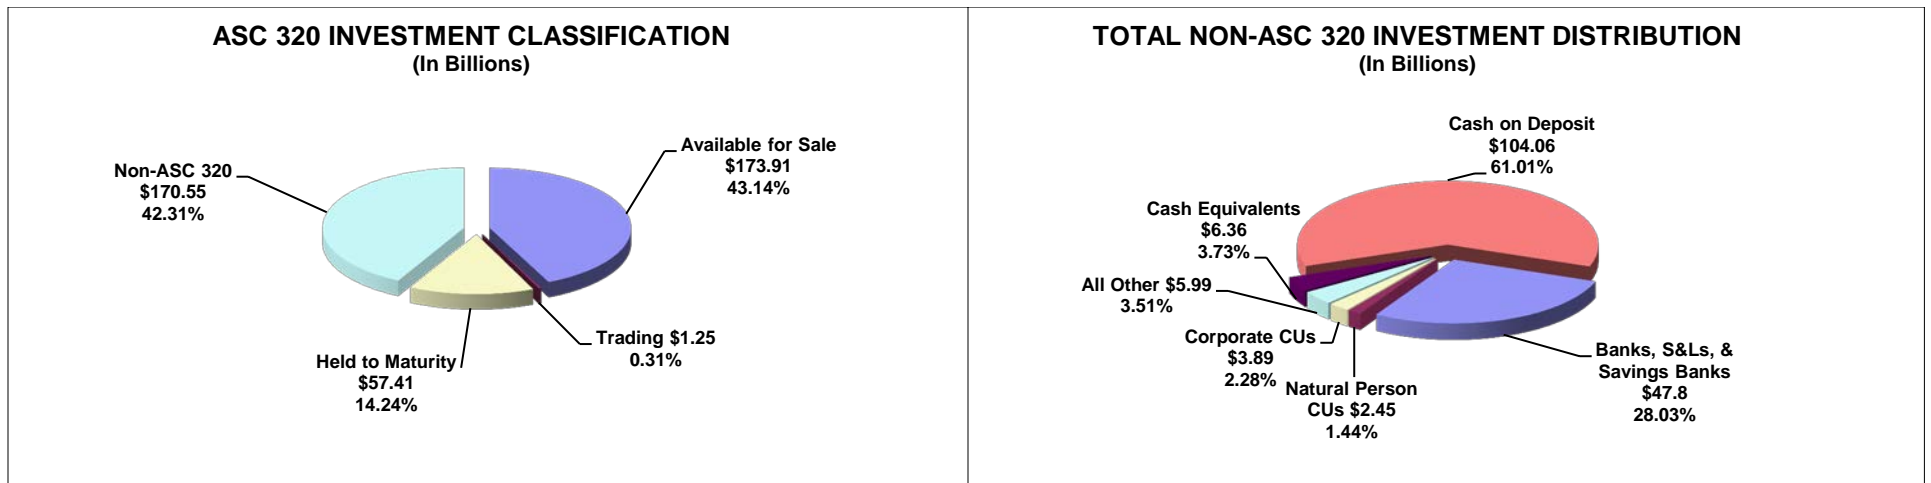 ASC 320 INVESTMENT CLASSIFICATION
(In Billions)
Available for Sale
$173.91
43.14%
Non-ASC 320
$170.55
42.31%
Trading $1.25
0.31%
Held to Maturity
$57.41
14.24%
TOTAL NON-ASC 320 INVESTMENT DISTRIBUTION
(In Billions)
Cash on Deposit
$104.06
61.01%
Cash Equivalents
$6.36
3.73%
All Other $5.99
3.51%
Corporate CUs
$3.89
2.28%
Natural Person
CUs $2.45
1.44%
Banks, S&Ls, &
Savings Banks
$47.8
28.03%